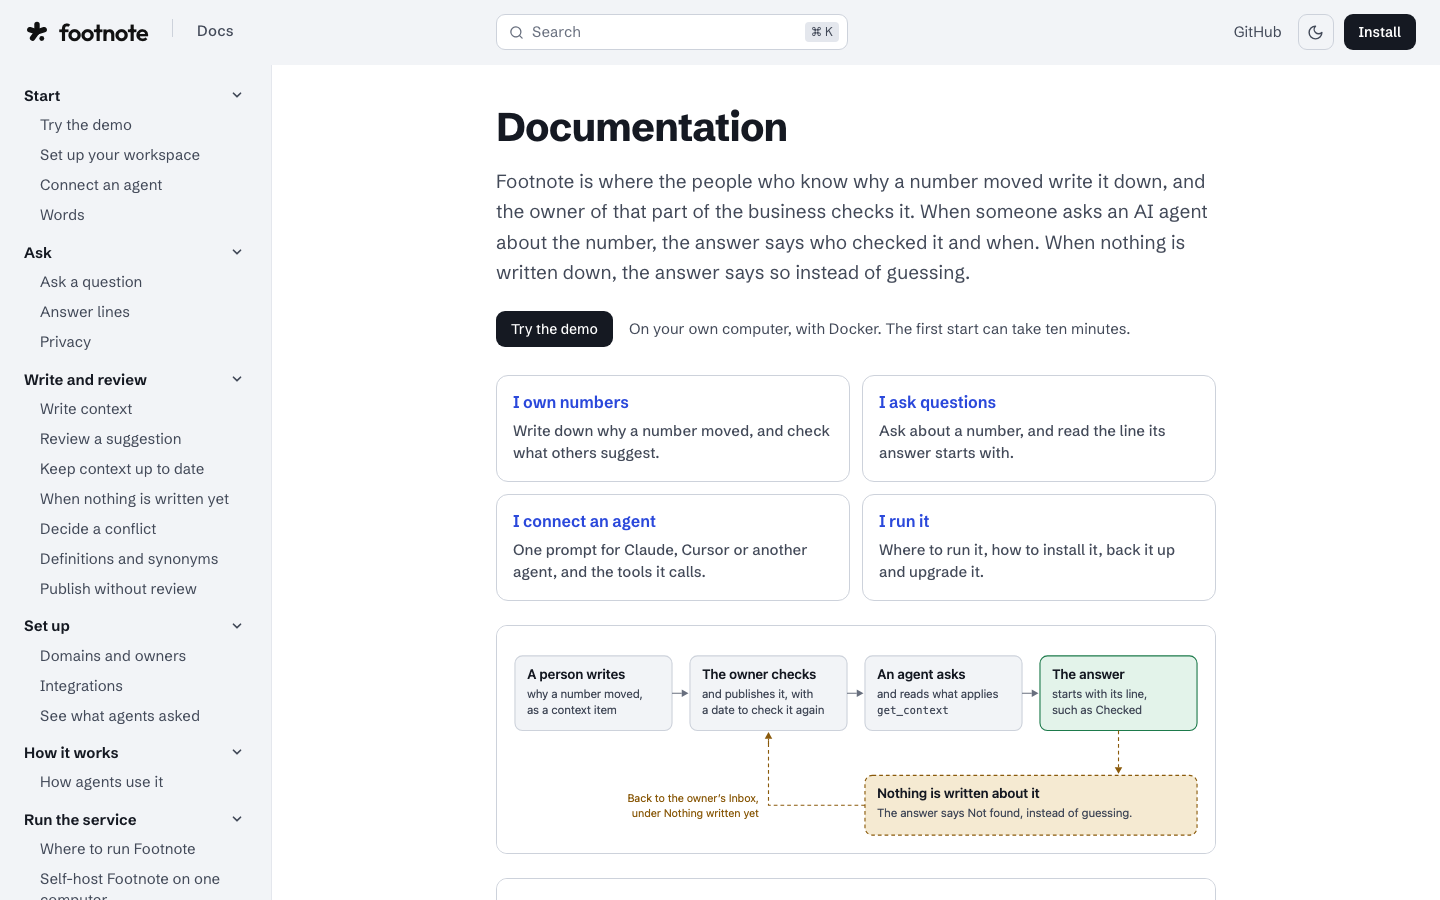 footnote
Docs
Search
⌘ K
GitHub
Install
Start
Try the demo
Set up your workspace
Connect an agent
Words
Ask
Ask a question
Answer lines
Privacy
Write and review
Write context
Review a suggestion
Keep context up to date
When nothing is written yet
Decide a conflict
Definitions and synonyms
Publish without review
Set up
Domains and owners
Integrations
See what agents asked
How it works
How agents use it
Run the service
Where to run Footnote
Self-host Footnote on one
computer
Documentation
Footnote is where the people who know why a number moved write it down, and
the owner of that part of the business checks it. When someone asks an AI agent
about the number, the answer says who checked it and when. When nothing is
written down, the answer says so instead of guessing.
Try the demo
On your own computer, with Docker. The first start can take ten minutes.
I own numbers
Write down why a number moved, and check
what others suggest.
I ask questions
Ask about a number, and read the line its
answer starts with.
I connect an agent
One prompt for Claude, Cursor or another
agent, and the tools it calls.
I run it
Where to run it, how to install it, back it up
and upgrade it.
A person writes
why a number moved,
as a context item
The owner checks
and publishes it, with
a date to check it again
An agent asks
and reads what applies
get_context
The answer
starts with its line,
such as Checked
Back to the owner's Inbox,
under Nothing written yet
Nothing is written about it
The answer says Not found, instead of guessing.